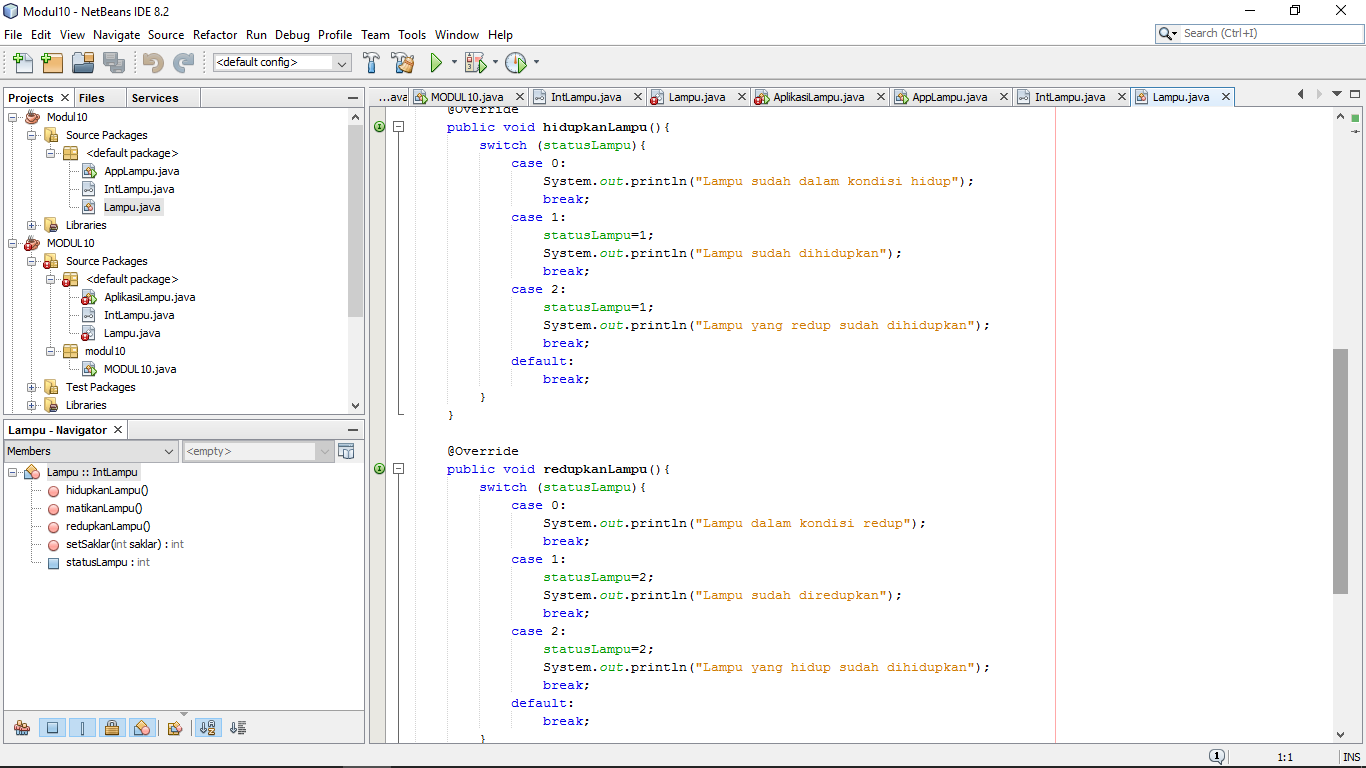 Modul10 - NetBeans IDE 8.2
File Edit View Navigate Source Refactor Run Debug Profile Team Tools Window Help
Search (Ctrl+I)
<default config>
Projects Files Services
Modul10
Source Packages
<default package>
AppLampu.java
IntLampu.java
Lampu.java
Libraries
MODUL10
Source Packages
<default package>
AplikasiLampu.java
IntLampu.java
Lampu.java
modul10
MODUL10.java
Test Packages
Libraries
Lampu - Navigator
Members
<empty>
Lampu :: IntLampu
hidupkanLampu()
matikanLampu()
redupkanLampu()
setSaklar(int saklar) : int
statusLampu : int
...ava MODUL10.java IntLampu.java Lampu.java AplikasiLampu.java AppLampu.java IntLampu.java Lampu.java
@Override
public void hidupkanLampu(){
switch (statusLampu){
case 0:
System.out.println("Lampu sudah dalam kondisi hidup");
break;
case 1:
statusLampu=1;
System.out.println("Lampu sudah dihidupkan");
break;
case 2:
statusLampu=1;
System.out.println("Lampu yang redup sudah dihidupkan");
break;
default:
break;
}
}
@Override
public void redupkanLampu(){
switch (statusLampu){
case 0:
System.out.println("Lampu dalam kondisi redup");
break;
case 1:
statusLampu=2;
System.out.println("Lampu sudah diredupkan");
break;
case 2:
statusLampu=2;
System.out.println("Lampu yang hidup sudah dihidupkan");
break;
default:
break;
}
1
1:1
INS